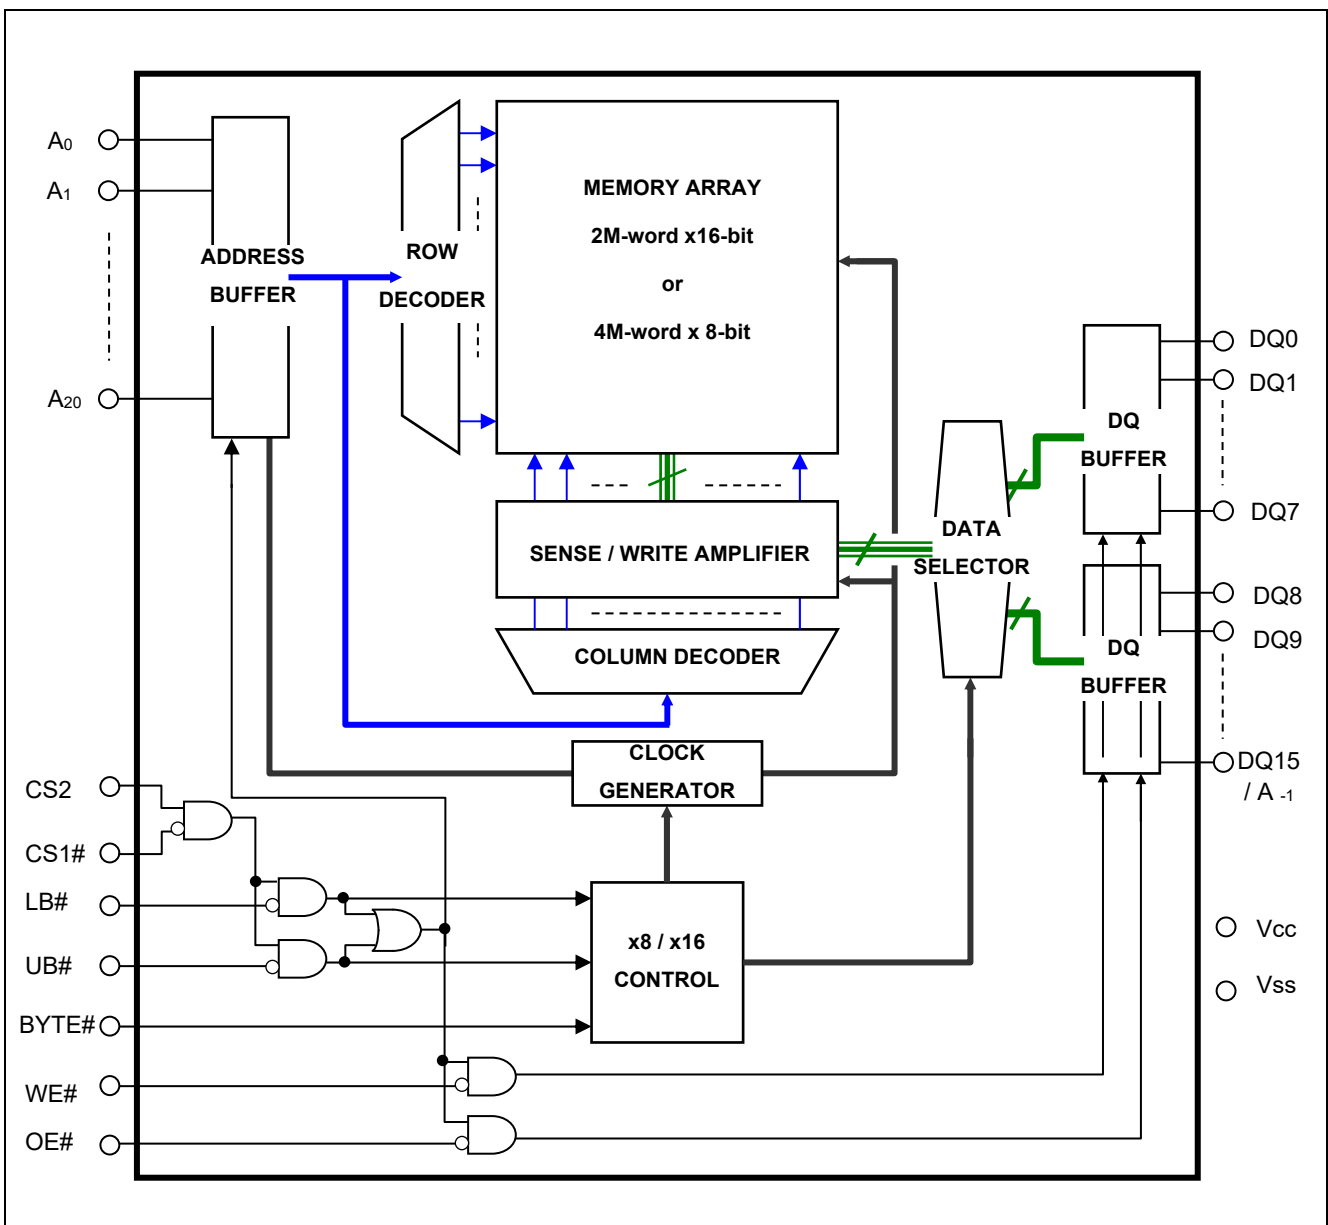 A0
A1
A20
ADDRESS
BUFFER
ROW
DECODER
MEMORY ARRAY
2M-word x16-bit
or
4M-word x 8-bit
SENSE / WRITE AMPLIFIER
COLUMN DECODER
CLOCK
GENERATOR
x8 / x16
CONTROL
DATA
SELECTOR
DQ
BUFFER
DQ
BUFFER
DQ0
DQ1
DQ7
DQ8
DQ9
DQ15
/ A -1
Vcc
Vss
CS2
CS1#
LB#
UB#
BYTE#
WE#
OE#